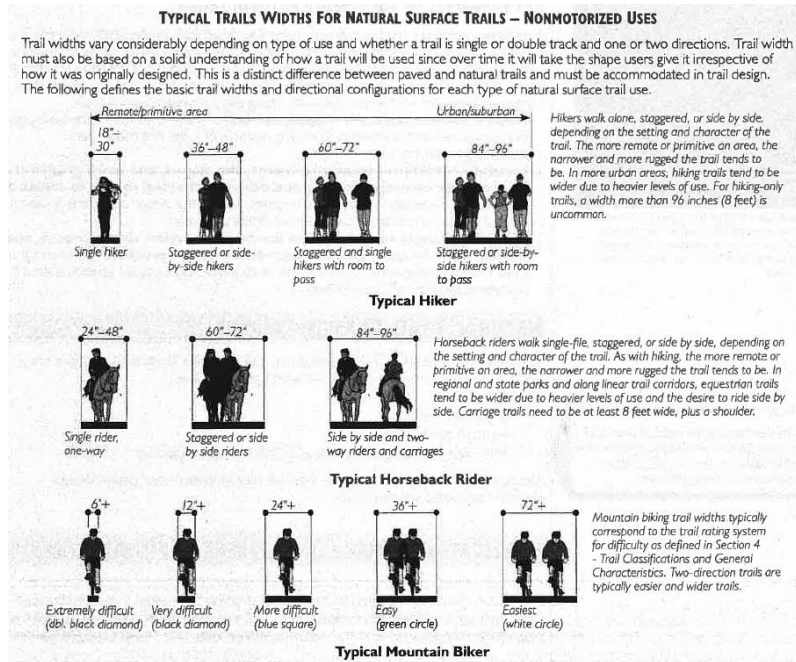 TYPICAL TRAILS WIDTHS FOR NATURAL SURFACE TRAILS – NONMOTORIZED USES
Trail widths vary considerably depending on type of use and whether a trail is single or double track and one or two directions. Trail width
must also be based on a solid understanding of how a trail will be used since over time it will take the shape users give it irrespective of
how it was originally designed. This is a distinct difference between paved and natural trails and must be accommodated in trail design.
The following defines the basic trail widths and directional configurations for each type of natural surface trail use.
Remote/primitive area
Urban/suburban
18"–
30"
36"–48"
60"–72"
84"–96"
Single hiker
Staggered or side-
by-side hikers
Staggered and single
hikers with room to
pass
Staggered or side-by-
side hikers with room
to pass
Hikers walk alone, staggered, or side by side,
depending on the setting and character of the
trail. The more remote or primitive an area, the
narrower and more rugged the trail tends to
be. In more urban areas, hiking trails tend to be
wider due to heavier levels of use. For hiking-only
trails, a width more than 96 inches (8 feet) is
uncommon.
Typical Hiker
24"–48"
60"–72"
84"–96"
Single rider,
one-way
Staggered or side
by side riders
Side by side and two-
way riders and carriages
Horseback riders walk single-file, staggered, or side by side, depending on
the setting and character of the trail. As with hiking, the more remote or
primitive an area, the narrower and more rugged the trail tends to be. In
regional and state parks and along linear trail corridors, equestrian trails
tend to be wider due to heavier levels of use and the desire to ride side by
side. Carriage trails need to be at least 8 feet wide, plus a shoulder.
Typical Horseback Rider
6"+
12"+
24"+
36"+
72"+
Extremely difficult
(dbl. black diamond)
Very difficult
(black diamond)
More difficult
(blue square)
Easy
(green circle)
Easiest
(white circle)
Mountain biking trail widths typically
correspond to the trail rating system
for difficulty as defined in Section 4
- Trail Classifications and General
Characteristics. Two-direction trails are
typically easier and wider trails.
Typical Mountain Biker